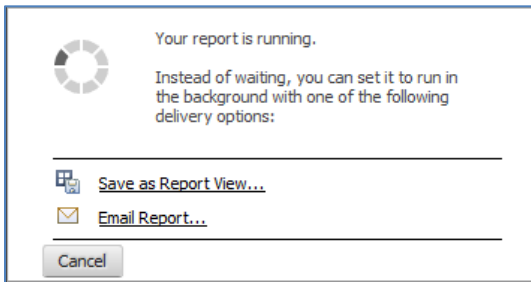 Your report is running.
Instead of waiting, you can set it to run in
the background with one of the following
delivery options:
Save as Report View...
Email Report...
Cancel